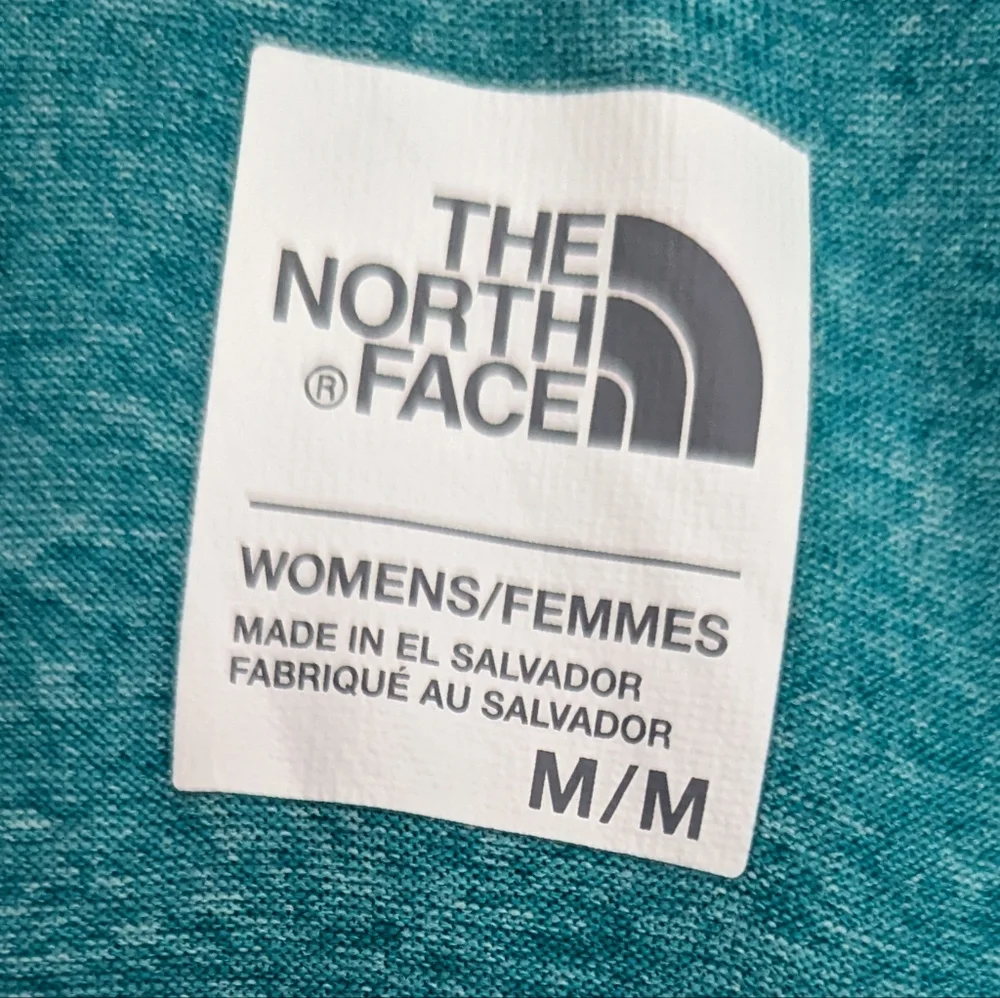 THE
NORTH
® FACE
WOMENS/FEMMES
MADE IN EL SALVADOR
FABRIQUÉ AU SALVADOR
M/M